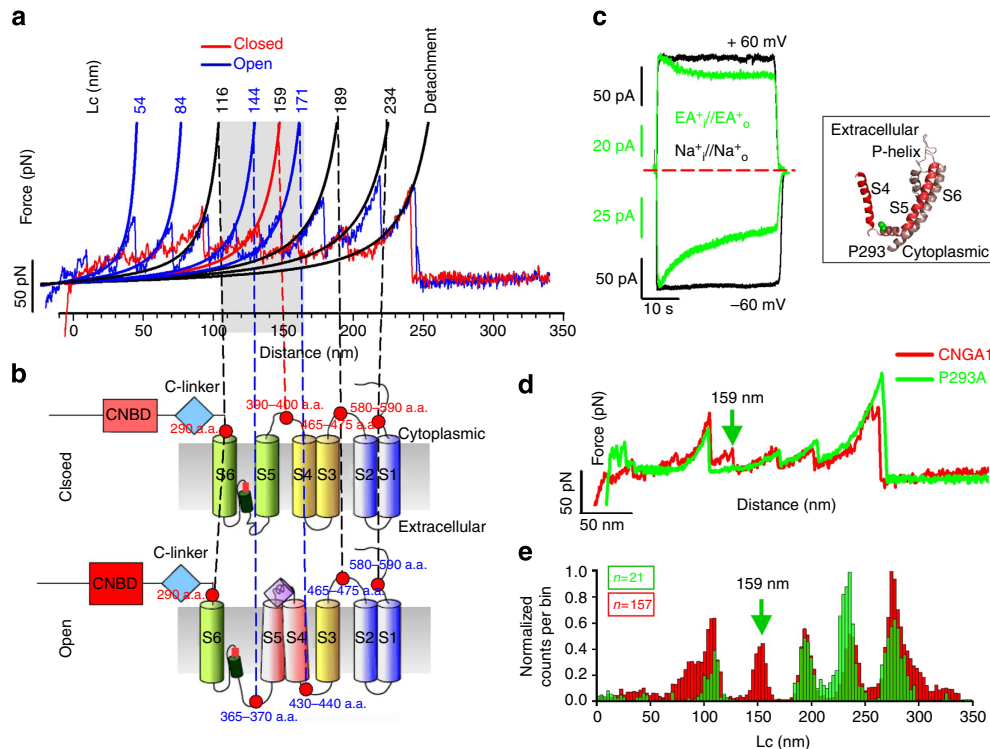 a
Closed
Open
Lc (nm)
54
84
116
144
159
171
189
234
Detachment
Force (pN)
50 pN
0
50
100
150
200
250
300
350
Distance (nm)
b
CNBD
C-linker
290 a.a.
390–400 a.a.
465–475 a.a.
580–590 a.a.
Cytoplasmic
S6
S5
S4
S3
S2
S1
Clsoed
Extracellular
CNBD
C-linker
290 a.a.
580–590 a.a.
465–475 a.a.
S6
S5
S4
S3
S2
S1
Open
430–440 a.a.
365–370 a.a.
c
+ 60 mV
50 pA
20 pA
EA⁺ᵢ//EA⁺ₒ
Na⁺ᵢ//Na⁺ₒ
25 pA
50 pA
10 s
–60 mV
Extracellular
P-helix
S4
S6
S5
P293
Cytoplasmic
d
CNGA1
P293A
159 nm
Force (pN)
50 pN
50 nm
Distance (nm)
e
n=21
n=157
159 nm
Normalized
counts per bin
1.0
0.8
0.6
0.4
0.2
0.0
0
50
100
150
200
250
300
350
Lc (nm)